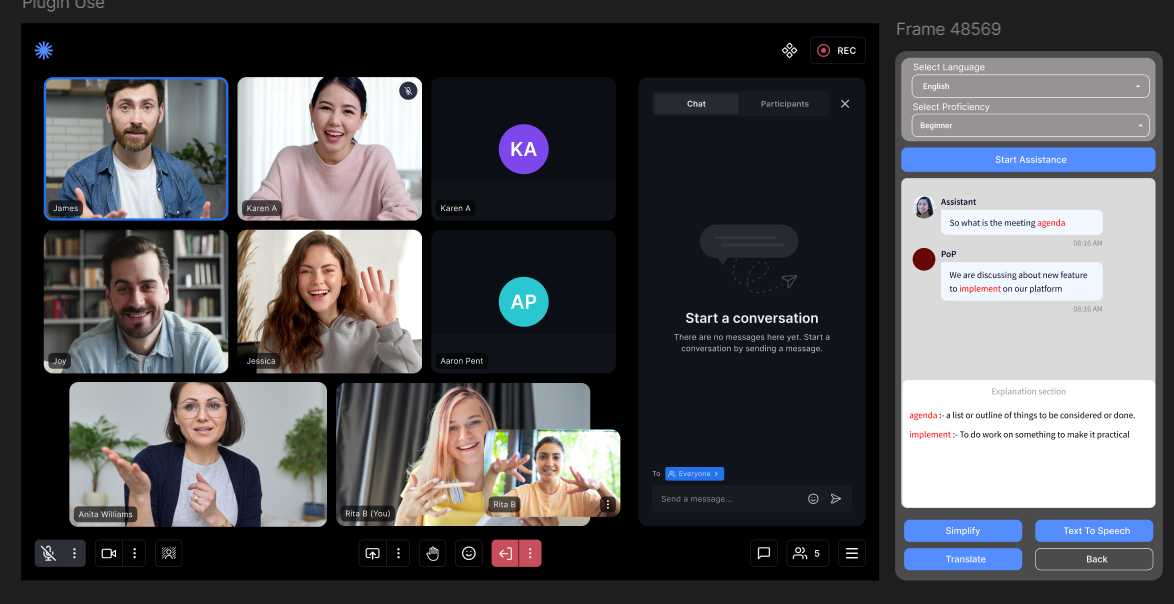 Plugin Use
Frame 48569
REC
James
Karen A
KA
Karen A
Joy
Jessica
AP
Aaron Pent
Anita Williams
Rita B (You)
Rita B
5
Chat
Participants
Start a conversation
There are no messages here yet. Start a
conversation by sending a message.
To
Everyone
Send a message...
Select Language
English
Select Proficiency
Beginner
Start Assistance
Assistant
So what is the meeting agenda
08:16 AM
PoP
We are discussing about new feature
to implement on our platform
08:16 AM
Explanation section
agenda :- a list or outline of things to be considered or done.
implement :- To do work on something to make it practical
Simplify
Text To Speech
Translate
Back